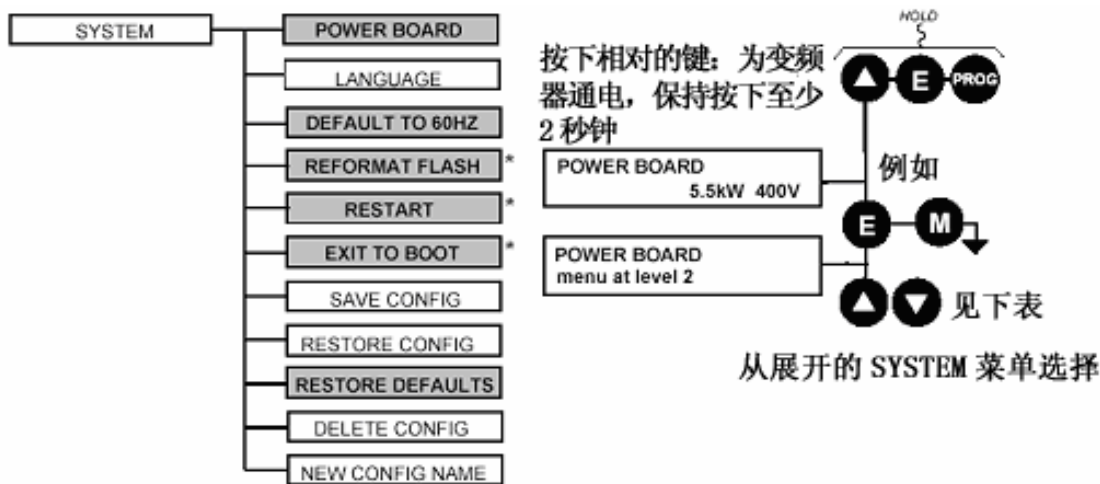 SYSTEM
POWER BOARD
LANGUAGE
DEFAULT TO 60HZ
REFORMAT FLASH *
RESTART *
EXIT TO BOOT *
SAVE CONFIG
RESTORE CONFIG
RESTORE DEFAULTS
DELETE CONFIG
NEW CONFIG NAME
HOLD
按下相对的键：为变频
器通电，保持按下至少
2 秒钟
E PROG
POWER BOARD
5.5kW 400V
例如
E M
POWER BOARD
menu at level 2
见下表
从展开的 SYSTEM 菜单选择